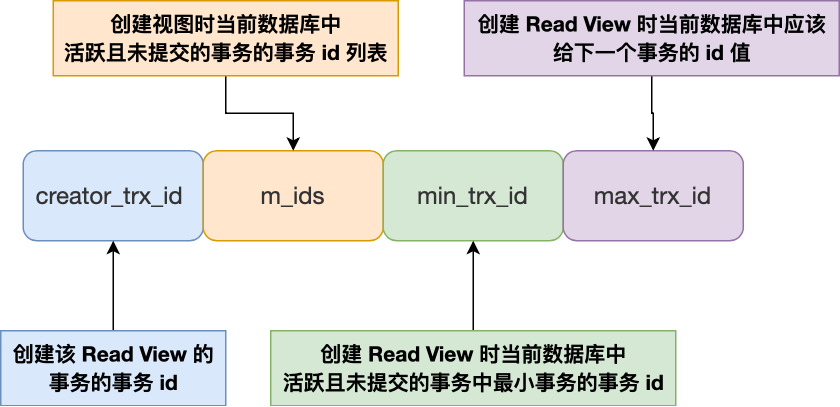 创建视图时当前数据库中
活跃且未提交的事务的事务 id 列表
创建 Read View 时当前数据库中应该
给下一个事务的 id 值
creator_trx_id
m_ids
min_trx_id
max_trx_id
创建该 Read View 的
事务的事务 id
创建 Read View 时当前数据库中
活跃且未提交的事务中最小事务的事务 id